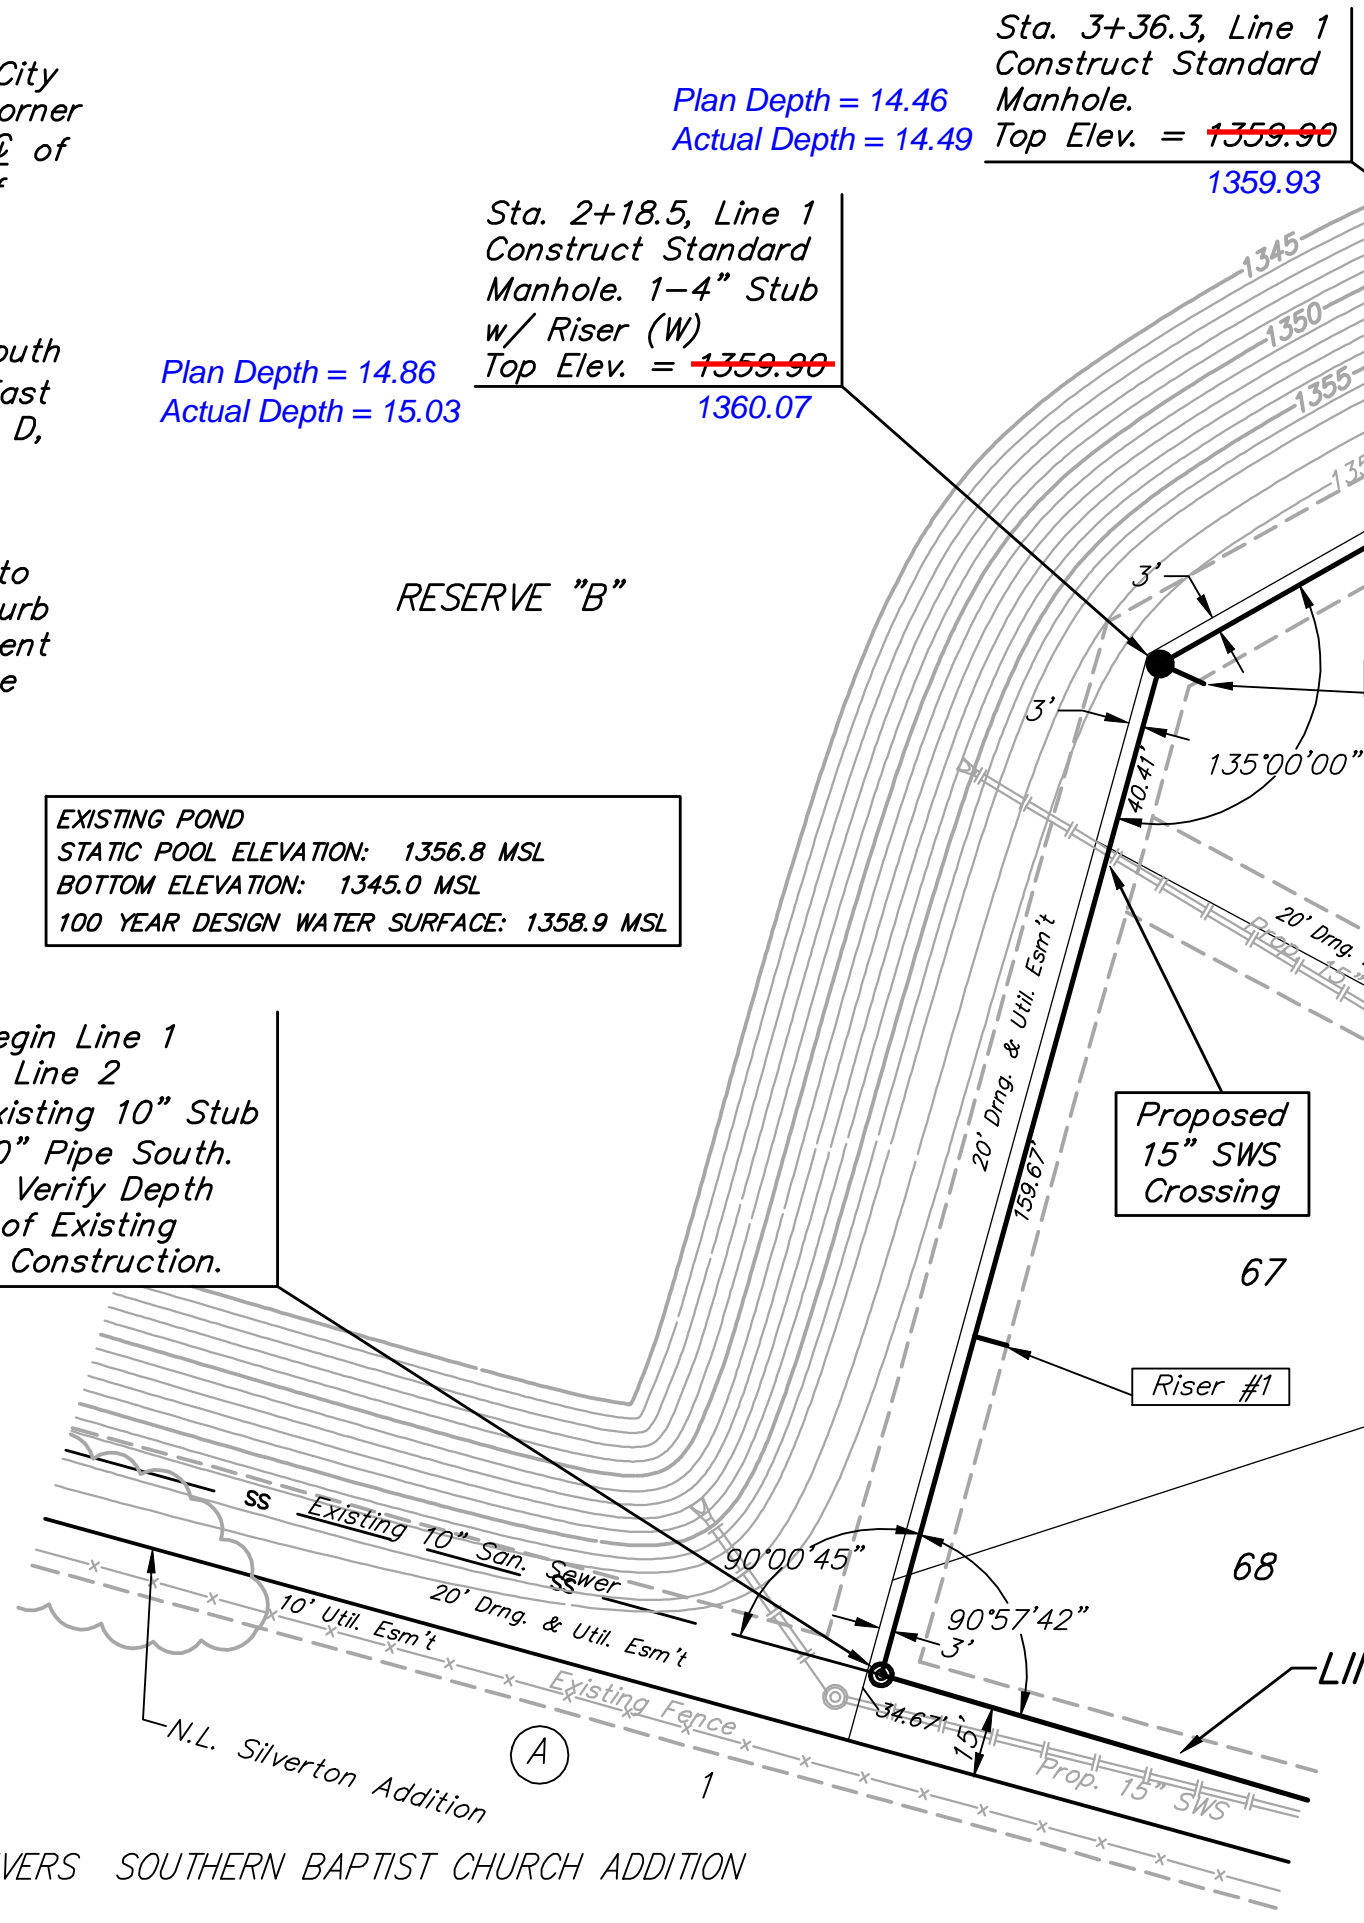 City
orner
℄ of
Plan Depth = 14.46
Actual Depth = 14.49
Sta. 3+36.3, Line 1
Construct Standard
Manhole.
Top Elev. = 1359.90
1359.93
Sta. 2+18.5, Line 1
Construct Standard
Manhole. 1-4" Stub
w/ Riser (W)
Top Elev. = 1359.90
1360.07
Plan Depth = 14.86
Actual Depth = 15.03
outh
ast
D,
to
urb
ent
e
1345
1350
1355
135
RESERVE "B"
3'
3'
135°00'00"
40.41'
EXISTING POND
STATIC POOL ELEVATION: 1356.8 MSL
BOTTOM ELEVATION: 1345.0 MSL
100 YEAR DESIGN WATER SURFACE: 1358.9 MSL
20' Drng.
Prop. 15"
20' Drng. & Util. Esm't
159.67'
Proposed
15" SWS
Crossing
egin Line 1
Line 2
xisting 10" Stub
0" Pipe South.
Verify Depth
of Existing
Construction.
67
Riser #1
68
SS
Existing 10" San. Sewer
SS
90°00'45"
90°57'42"
3'
20' Drng. & Util. Esm't
10' Util. Esm't
Existing Fence
34.67'
15'
LI
Prop. 15" SWS
N.L. Silverton Addition
A
1
VERS SOUTHERN BAPTIST CHURCH ADDITION